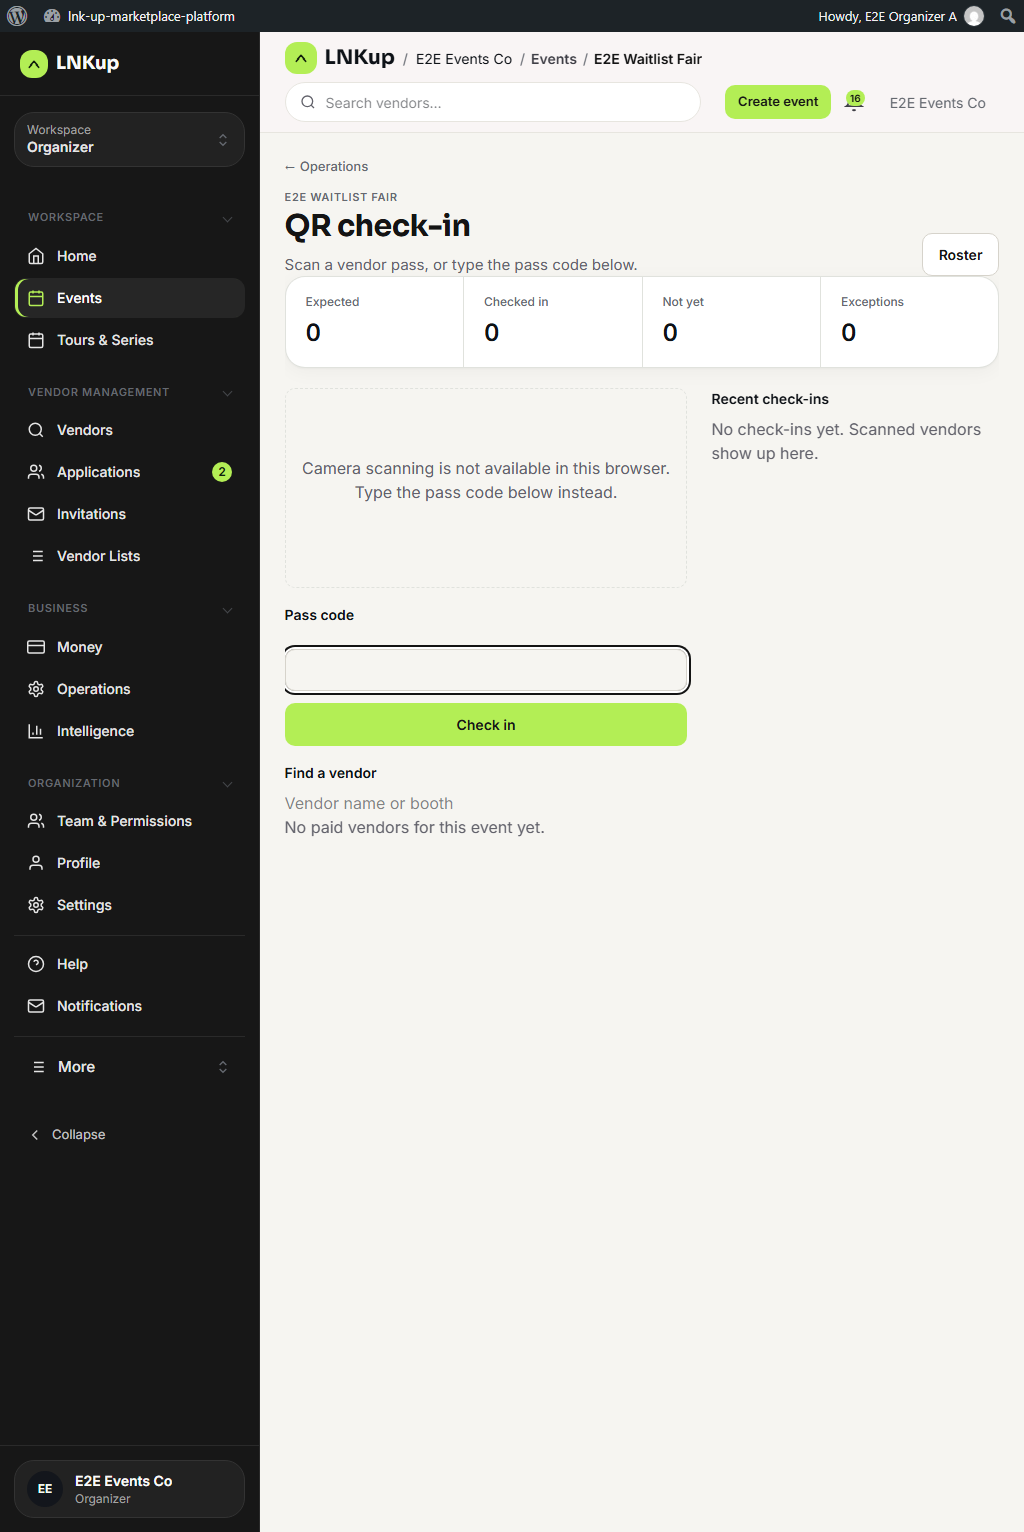 lnk-up-marketplace-platform
Howdy, E2E Organizer A
LNKup
Workspace
Organizer
WORKSPACE
Home
Events
Tours & Series
VENDOR MANAGEMENT
Vendors
Applications 2
Invitations
Vendor Lists
BUSINESS
Money
Operations
Intelligence
ORGANIZATION
Team & Permissions
Profile
Settings
Help
Notifications
More
Collapse
EE
E2E Events Co
Organizer
LNKup / E2E Events Co / Events / E2E Waitlist Fair
Search vendors...
Create event
16
E2E Events Co
← Operations
E2E WAITLIST FAIR
QR check-in
Scan a vendor pass, or type the pass code below.
Roster
Expected
0
Checked in
0
Not yet
0
Exceptions
0
Camera scanning is not available in this browser.
Type the pass code below instead.
Recent check-ins
No check-ins yet. Scanned vendors
show up here.
Pass code
Check in
Find a vendor
Vendor name or booth
No paid vendors for this event yet.